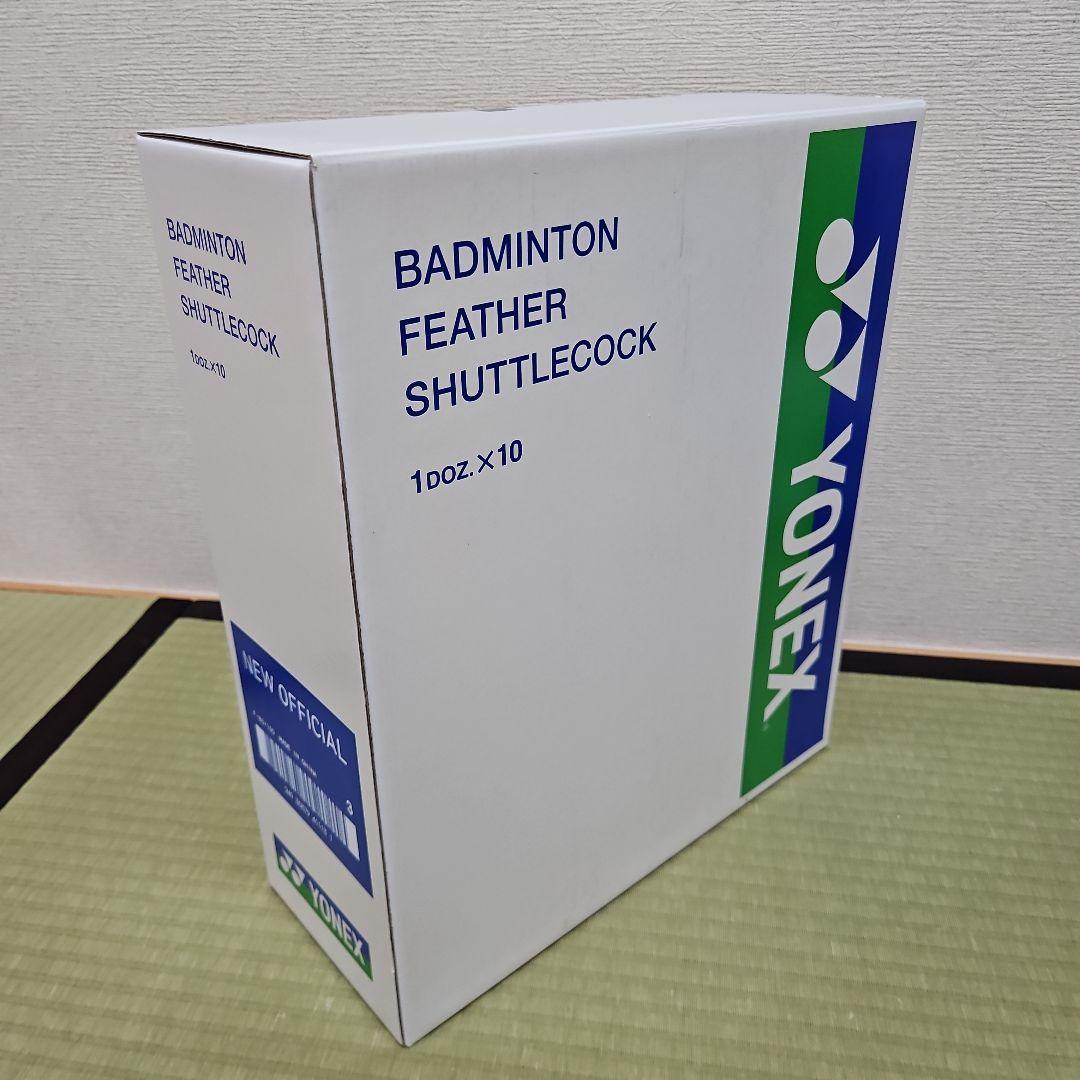 BADMINTON
FEATHER
SHUTTLECOCK
1DOZ.×10
NEW OFFICIAL
3
YONEX
BADMINTON
FEATHER
SHUTTLECOCK
1DOZ.×10
YONEX